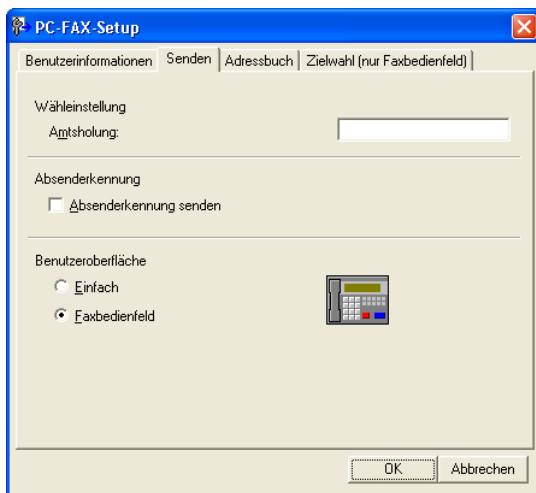 PC-FAX-Setup
Benutzerinformationen Senden Adressbuch Zielwahl (nur Faxbedienfeld)
Wähleinstellung
Amtsholung:
Absenderkennung
Absenderkennung senden
Benutzeroberfläche
Einfach
Faxbedienfeld
OK Abbrechen